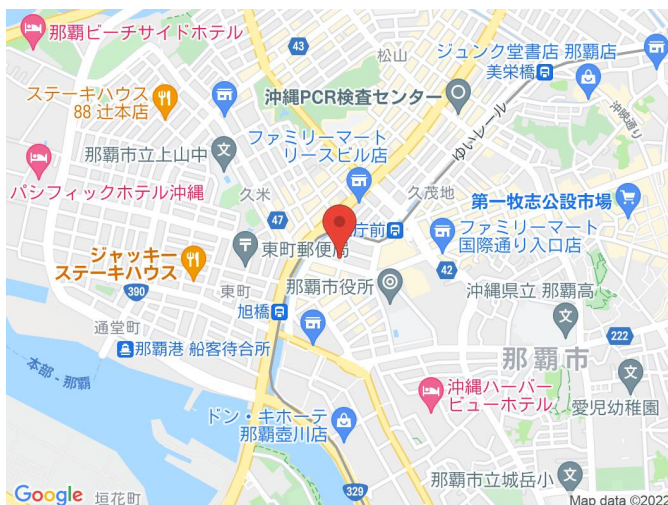 那覇ビーチサイドホテル
43
松山
ジュンク堂書店 那覇店
美栄橋
ステーキハウス
88 辻本店
沖縄PCR検査センター
沖映通り
ゆいレール
ファミリーマート
リースビル店
那覇市立上山中
パシフィックホテル沖縄
久米
久茂地
第一牧志公設市場
47
庁前
ファミリーマート
国際通り入口店
東町郵便局
ジャッキー
ステーキハウス
42
那覇市役所
沖縄県立 那覇高
390
東町
旭橋
通堂町
222
那覇港 船客待合所
那覇市
本部 - 那覇
沖縄ハーバー
ビューホテル
愛児幼稚園
ドン・キホーテ
那覇壺川店
那覇市立城岳小
329
Google
垣花町
Map data ©2022